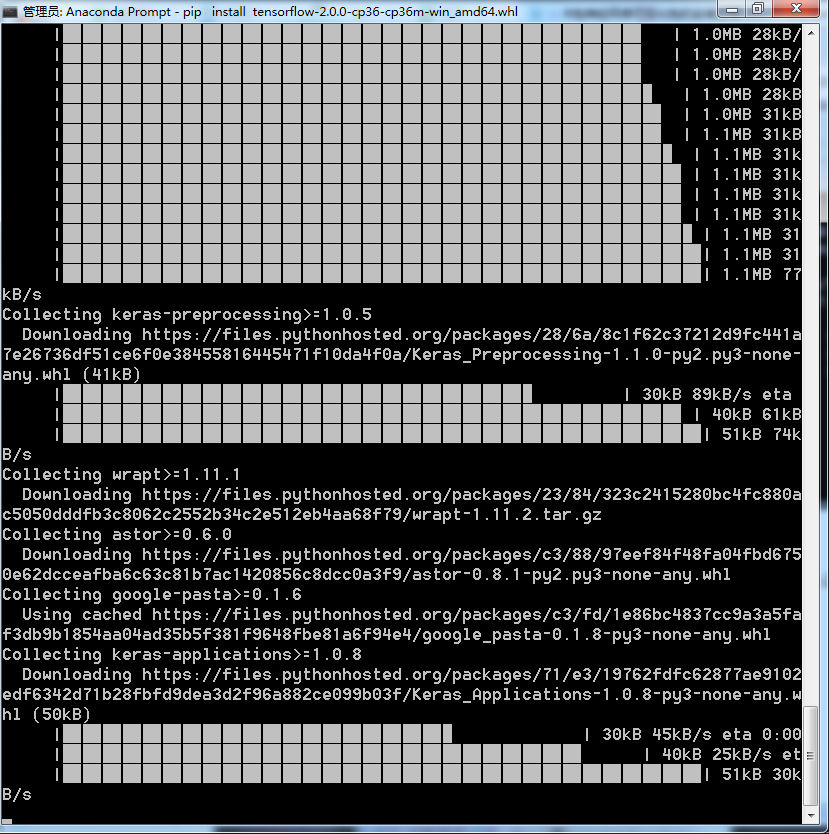 管理员: Anaconda Prompt - pip   install  tensorflow-2.0.0-cp36-cp36m-win_amd64.whl
| | 1.0MB 28kB/
| | 1.0MB 28kB/
| | 1.0MB 28kB/
| | 1.0MB 28kB
| | 1.0MB 31kB
| | 1.1MB 31kB
| | 1.1MB 31k
| | 1.1MB 31k
| | 1.1MB 31k
| | 1.1MB 31k
| | 1.1MB 31
| | 1.1MB 31
| | 1.1MB 77
kB/s
Collecting keras-preprocessing>=1.0.5
  Downloading https://files.pythonhosted.org/packages/28/6a/8c1f62c37212d9fc441a
7e26736df51ce6f0e38455816445471f10da4f0a/Keras_Preprocessing-1.1.0-py2.py3-none-
any.whl (41kB)
| | 30kB 89kB/s eta
| | 40kB 61kB
| | 51kB 74k
B/s
Collecting wrapt>=1.11.1
  Downloading https://files.pythonhosted.org/packages/23/84/323c2415280bc4fc880a
c5050dddfb3c8062c2552b34c2e512eb4aa68f79/wrapt-1.11.2.tar.gz
Collecting astor>=0.6.0
  Downloading https://files.pythonhosted.org/packages/c3/88/97eef84f48fa04fbd675
0e62dcceafba6c63c81b7ac1420856c8dcc0a3f9/astor-0.8.1-py2.py3-none-any.whl
Collecting google-pasta>=0.1.6
  Using cached https://files.pythonhosted.org/packages/c3/fd/1e86bc4837cc9a3a5fa
f3db9b1854aa04ad35b5f381f9648fbe81a6f94e4/google_pasta-0.1.8-py3-none-any.whl
Collecting keras-applications>=1.0.8
  Downloading https://files.pythonhosted.org/packages/71/e3/19762fdfc62877ae9102
edf6342d71b28fbfd9dea3d2f96a882ce099b03f/Keras_Applications-1.0.8-py3-none-any.w
hl (50kB)
| | 30kB 45kB/s eta 0:00
| | 40kB 25kB/s et
| | 51kB 30k
B/s